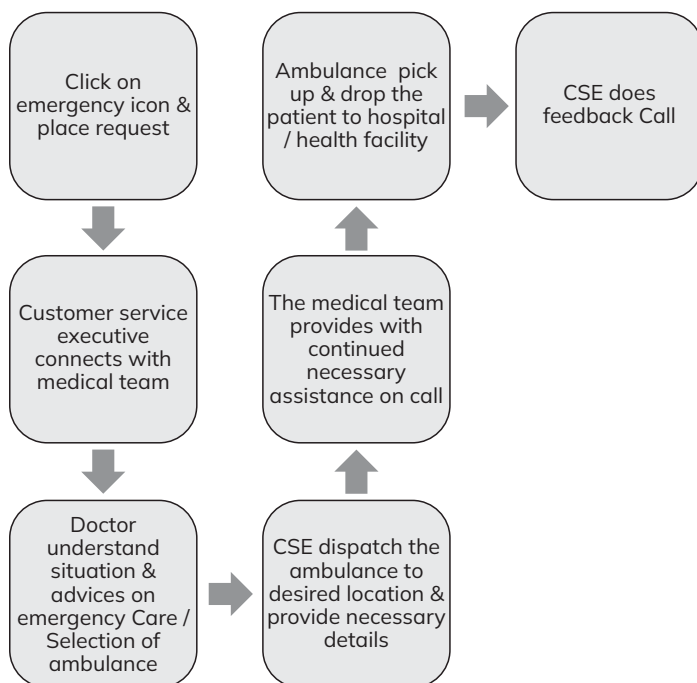 Click on
emergency icon &
place request
Customer service
executive
connects with
medical team
Doctor
understand
situation &
advices on
emergency Care /
Selection of
ambulance
CSE dispatch the
ambulance to
desired location &
provide necessary
details
The medical team
provides with
continued
necessary
assistance on call
Ambulance pick
up & drop the
patient to hospital
/ health facility
CSE does
feedback Call